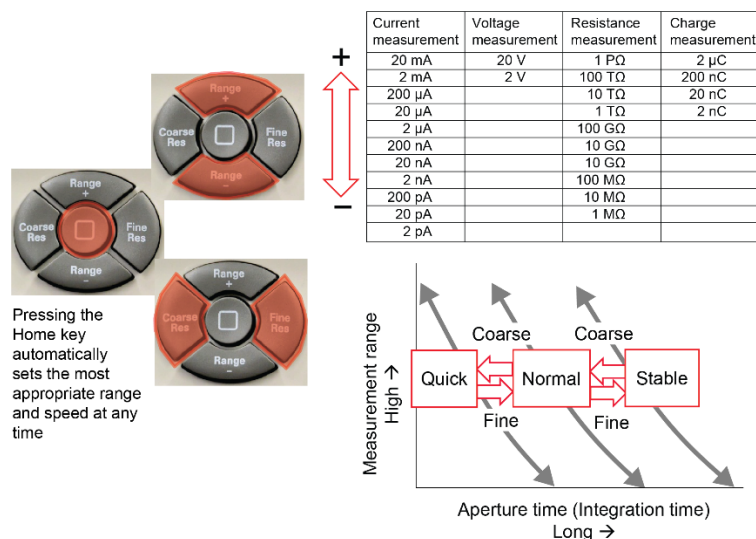 Current measurement Voltage measurement Resistance measurement Charge measurement
20 mA 20 V 1 PΩ 2 µC
2 mA 2 V 100 TΩ 200 nC
200 µA 10 TΩ 20 nC
20 µA 1 TΩ 2 nC
2 µA 100 GΩ
200 nA 10 GΩ
20 nA 10 GΩ
2 nA 100 MΩ
200 pA 10 MΩ
20 pA 1 MΩ
2 pA
+
−
Range
+
Coarse
Res
Fine
Res
Range
−
Range
+
Coarse
Res
Fine
Res
Range
−
Range
+
Coarse
Res
Fine
Res
Range
−
Pressing the
Home key
automatically
sets the most
appropriate range
and speed at any
time
Measurement range
High →
Coarse Coarse
Quick Normal Stable
Fine Fine
Aperture time (Integration time)
Long →